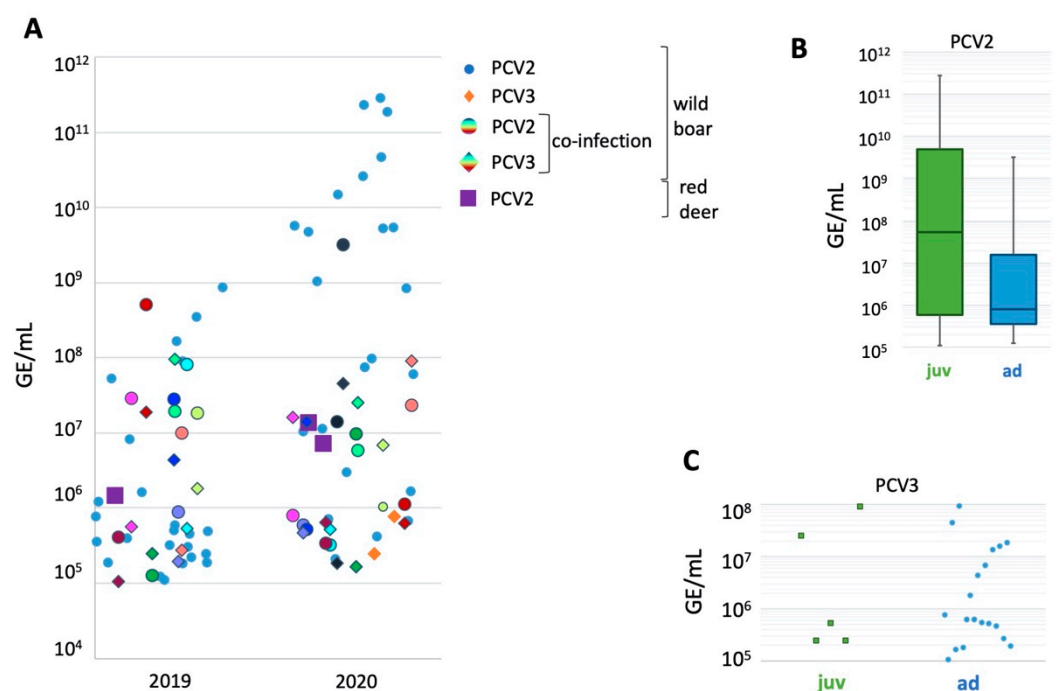 A
10¹²
10¹¹
10¹⁰
10⁹
10⁸
10⁷
10⁶
10⁵
10⁴
GE/mL
2019
2020
PCV2
PCV3
PCV2
PCV3
co-infection
wild
boar
PCV2
red
deer
B
PCV2
10¹²
10¹¹
10¹⁰
10⁹
10⁸
10⁷
10⁶
10⁵
GE/mL
juv
ad
C
PCV3
10⁸
10⁷
10⁶
10⁵
GE/mL
juv
ad